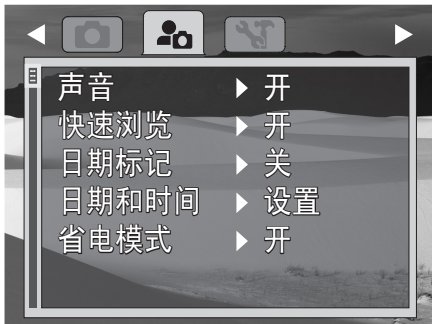 声音 开
快速浏览 开
日期标记 关
日期和时间 设置
省电模式 开